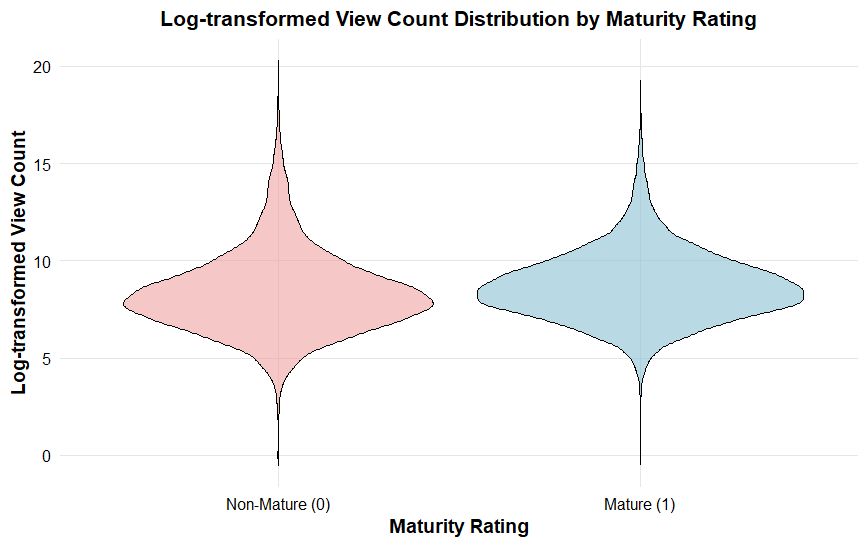 Log-transformed View Count Distribution by Maturity Rating
Log-transformed View Count
20
15
10
5
0
Non-Mature (0)
Mature (1)
Maturity Rating